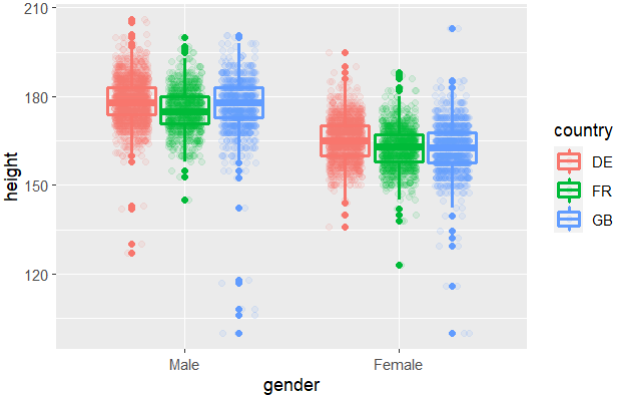 210
180
150
120
height
Male
Female
gender
country
DE
FR
GB